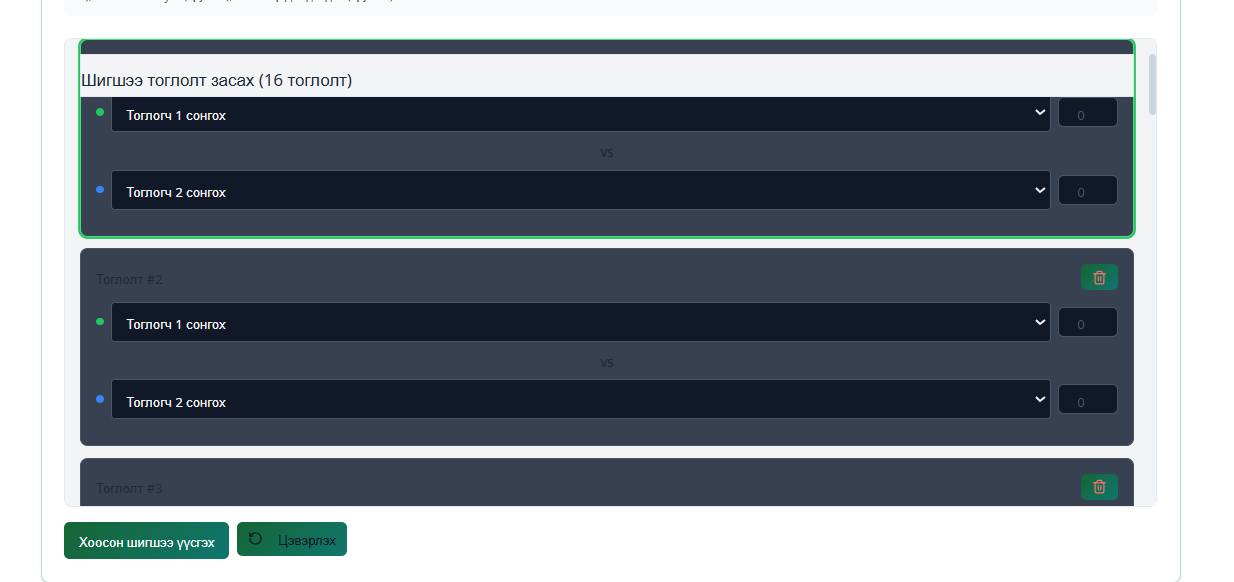 Шигшээ тоглолт засах (16 тоглолт)
Тоглогч 1 сонгох 0
vs
Тоглогч 2 сонгох 0
Тоглолт #2
Тоглогч 1 сонгох 0
vs
Тоглогч 2 сонгох 0
Тоглолт #3
Хоосон шигшээ үүсгэх Цэвэрлэх